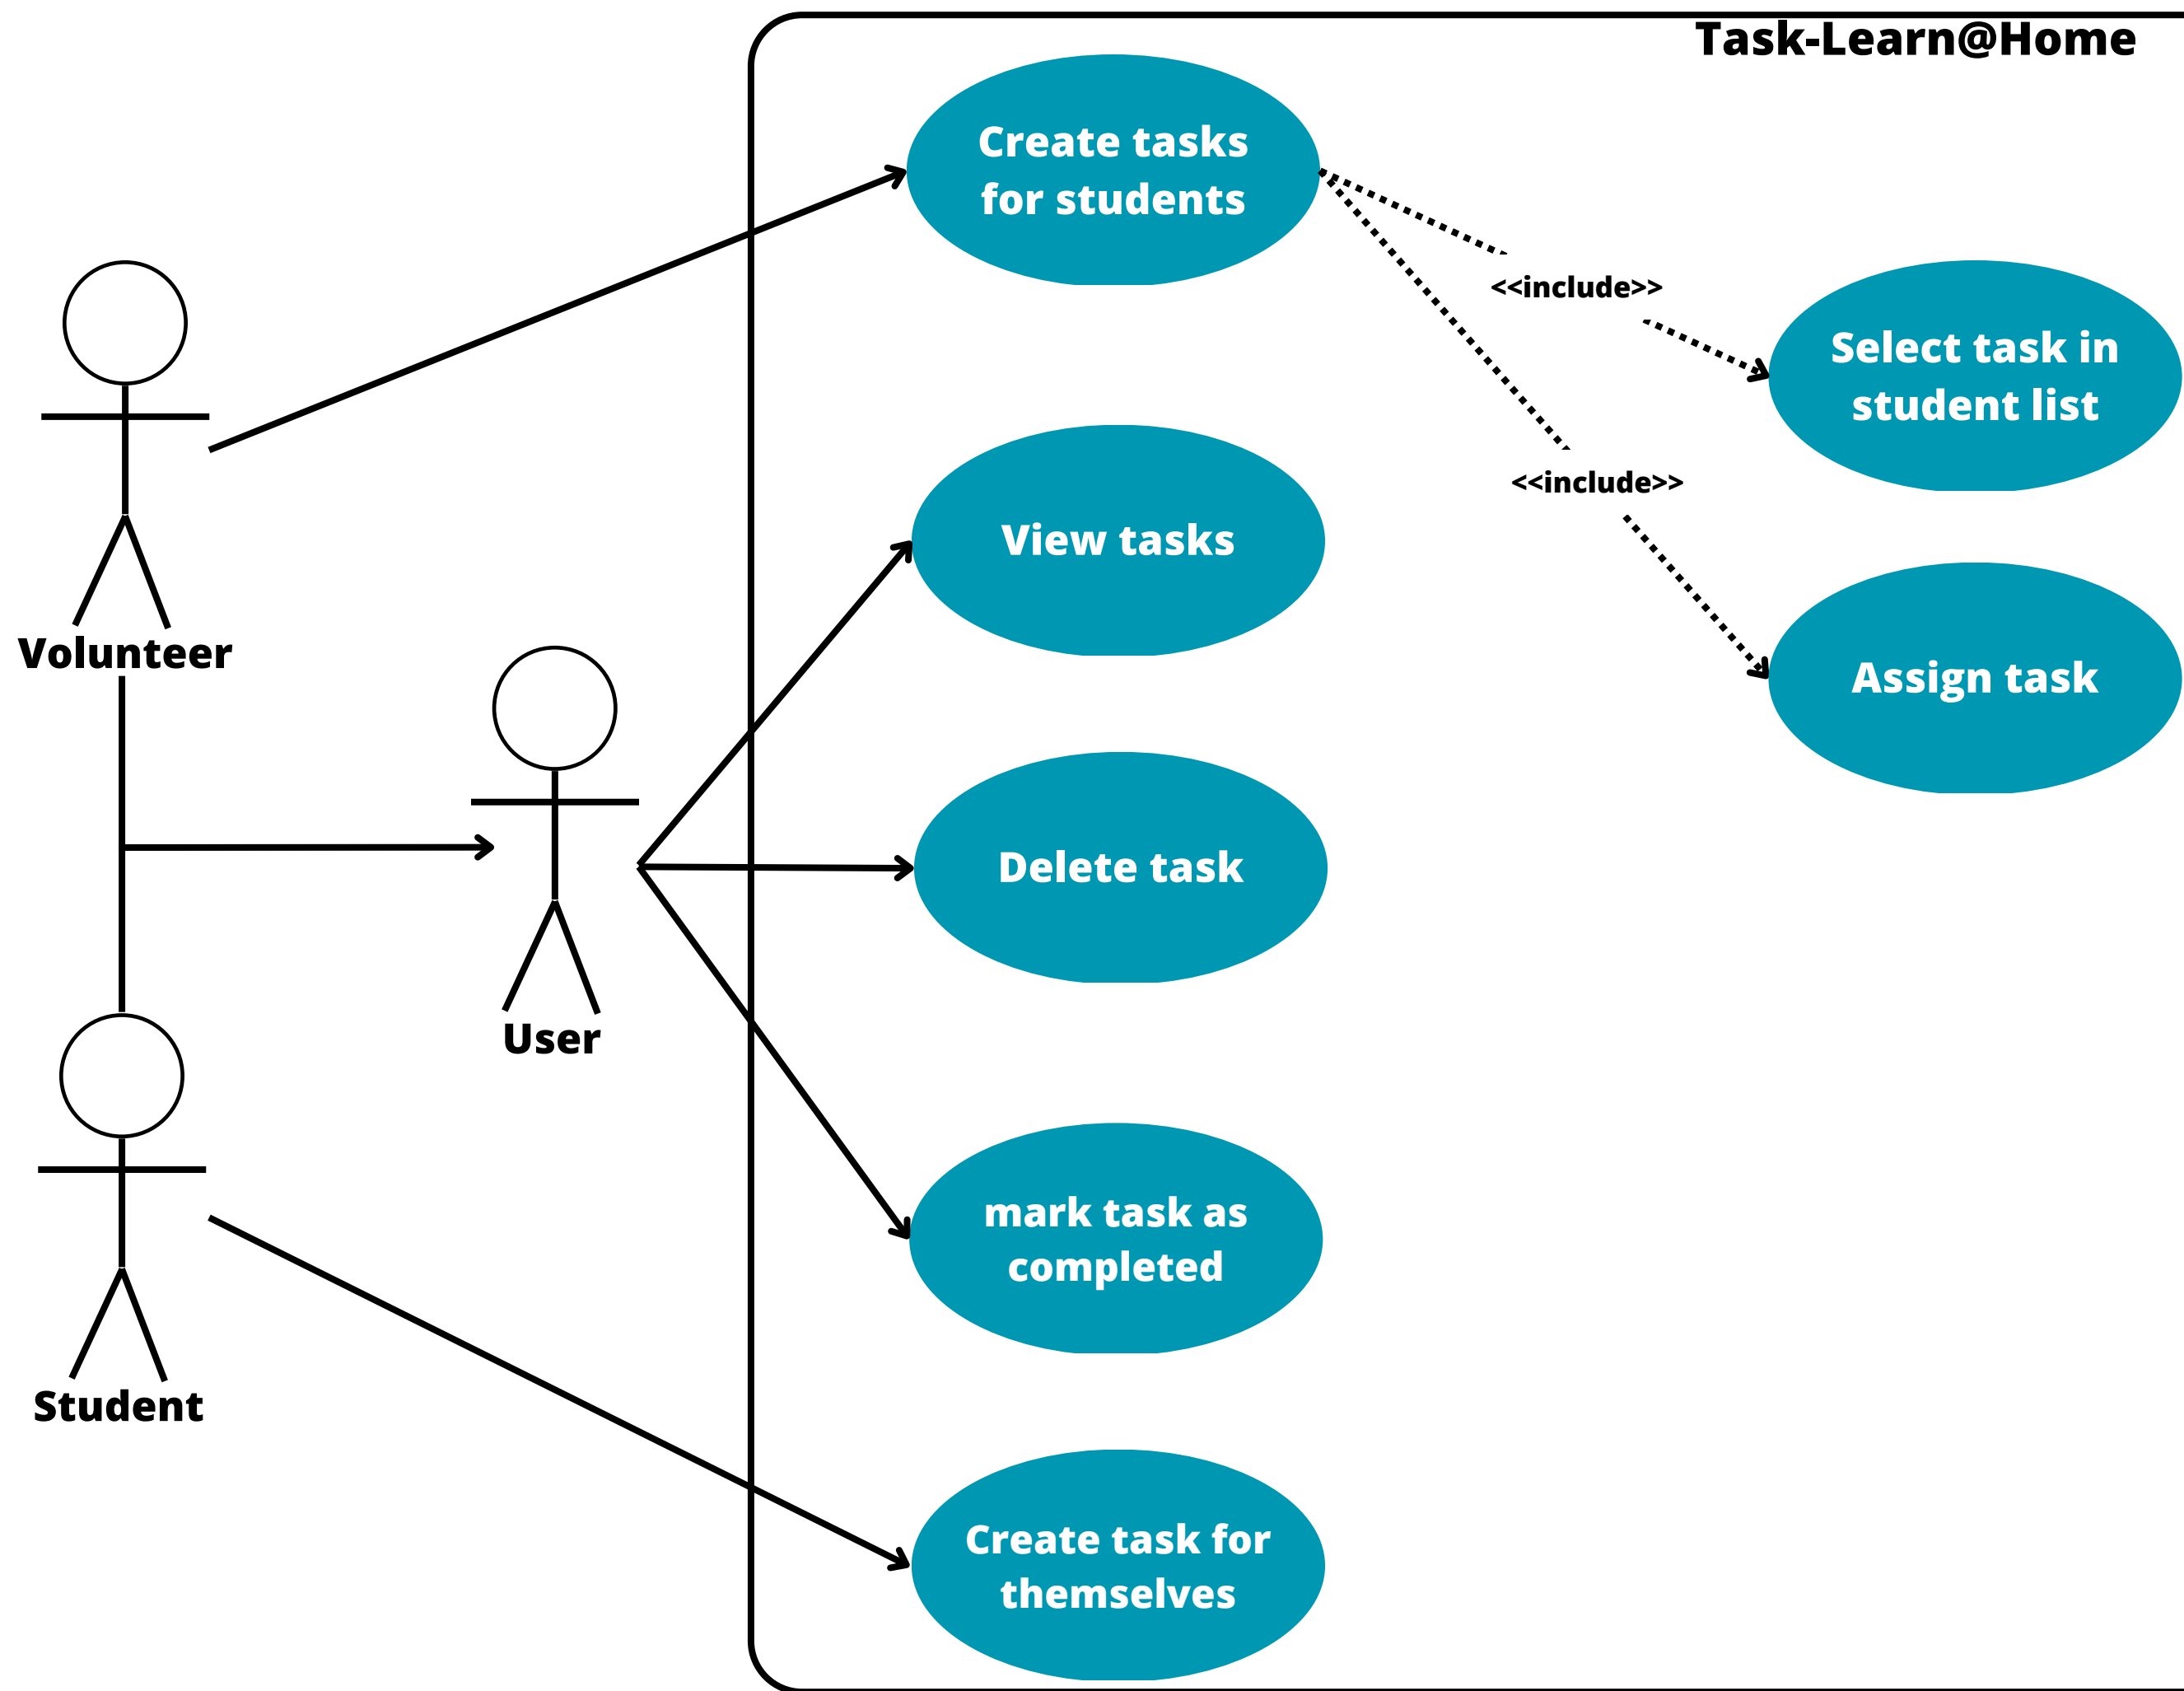 Task-Learn@Home
Create tasks
for students
<<include>>
Select task in
student list
<<include>>
View tasks
Assign task
Volunteer
Delete task
User
mark task as
completed
Student
Create task for
themselves